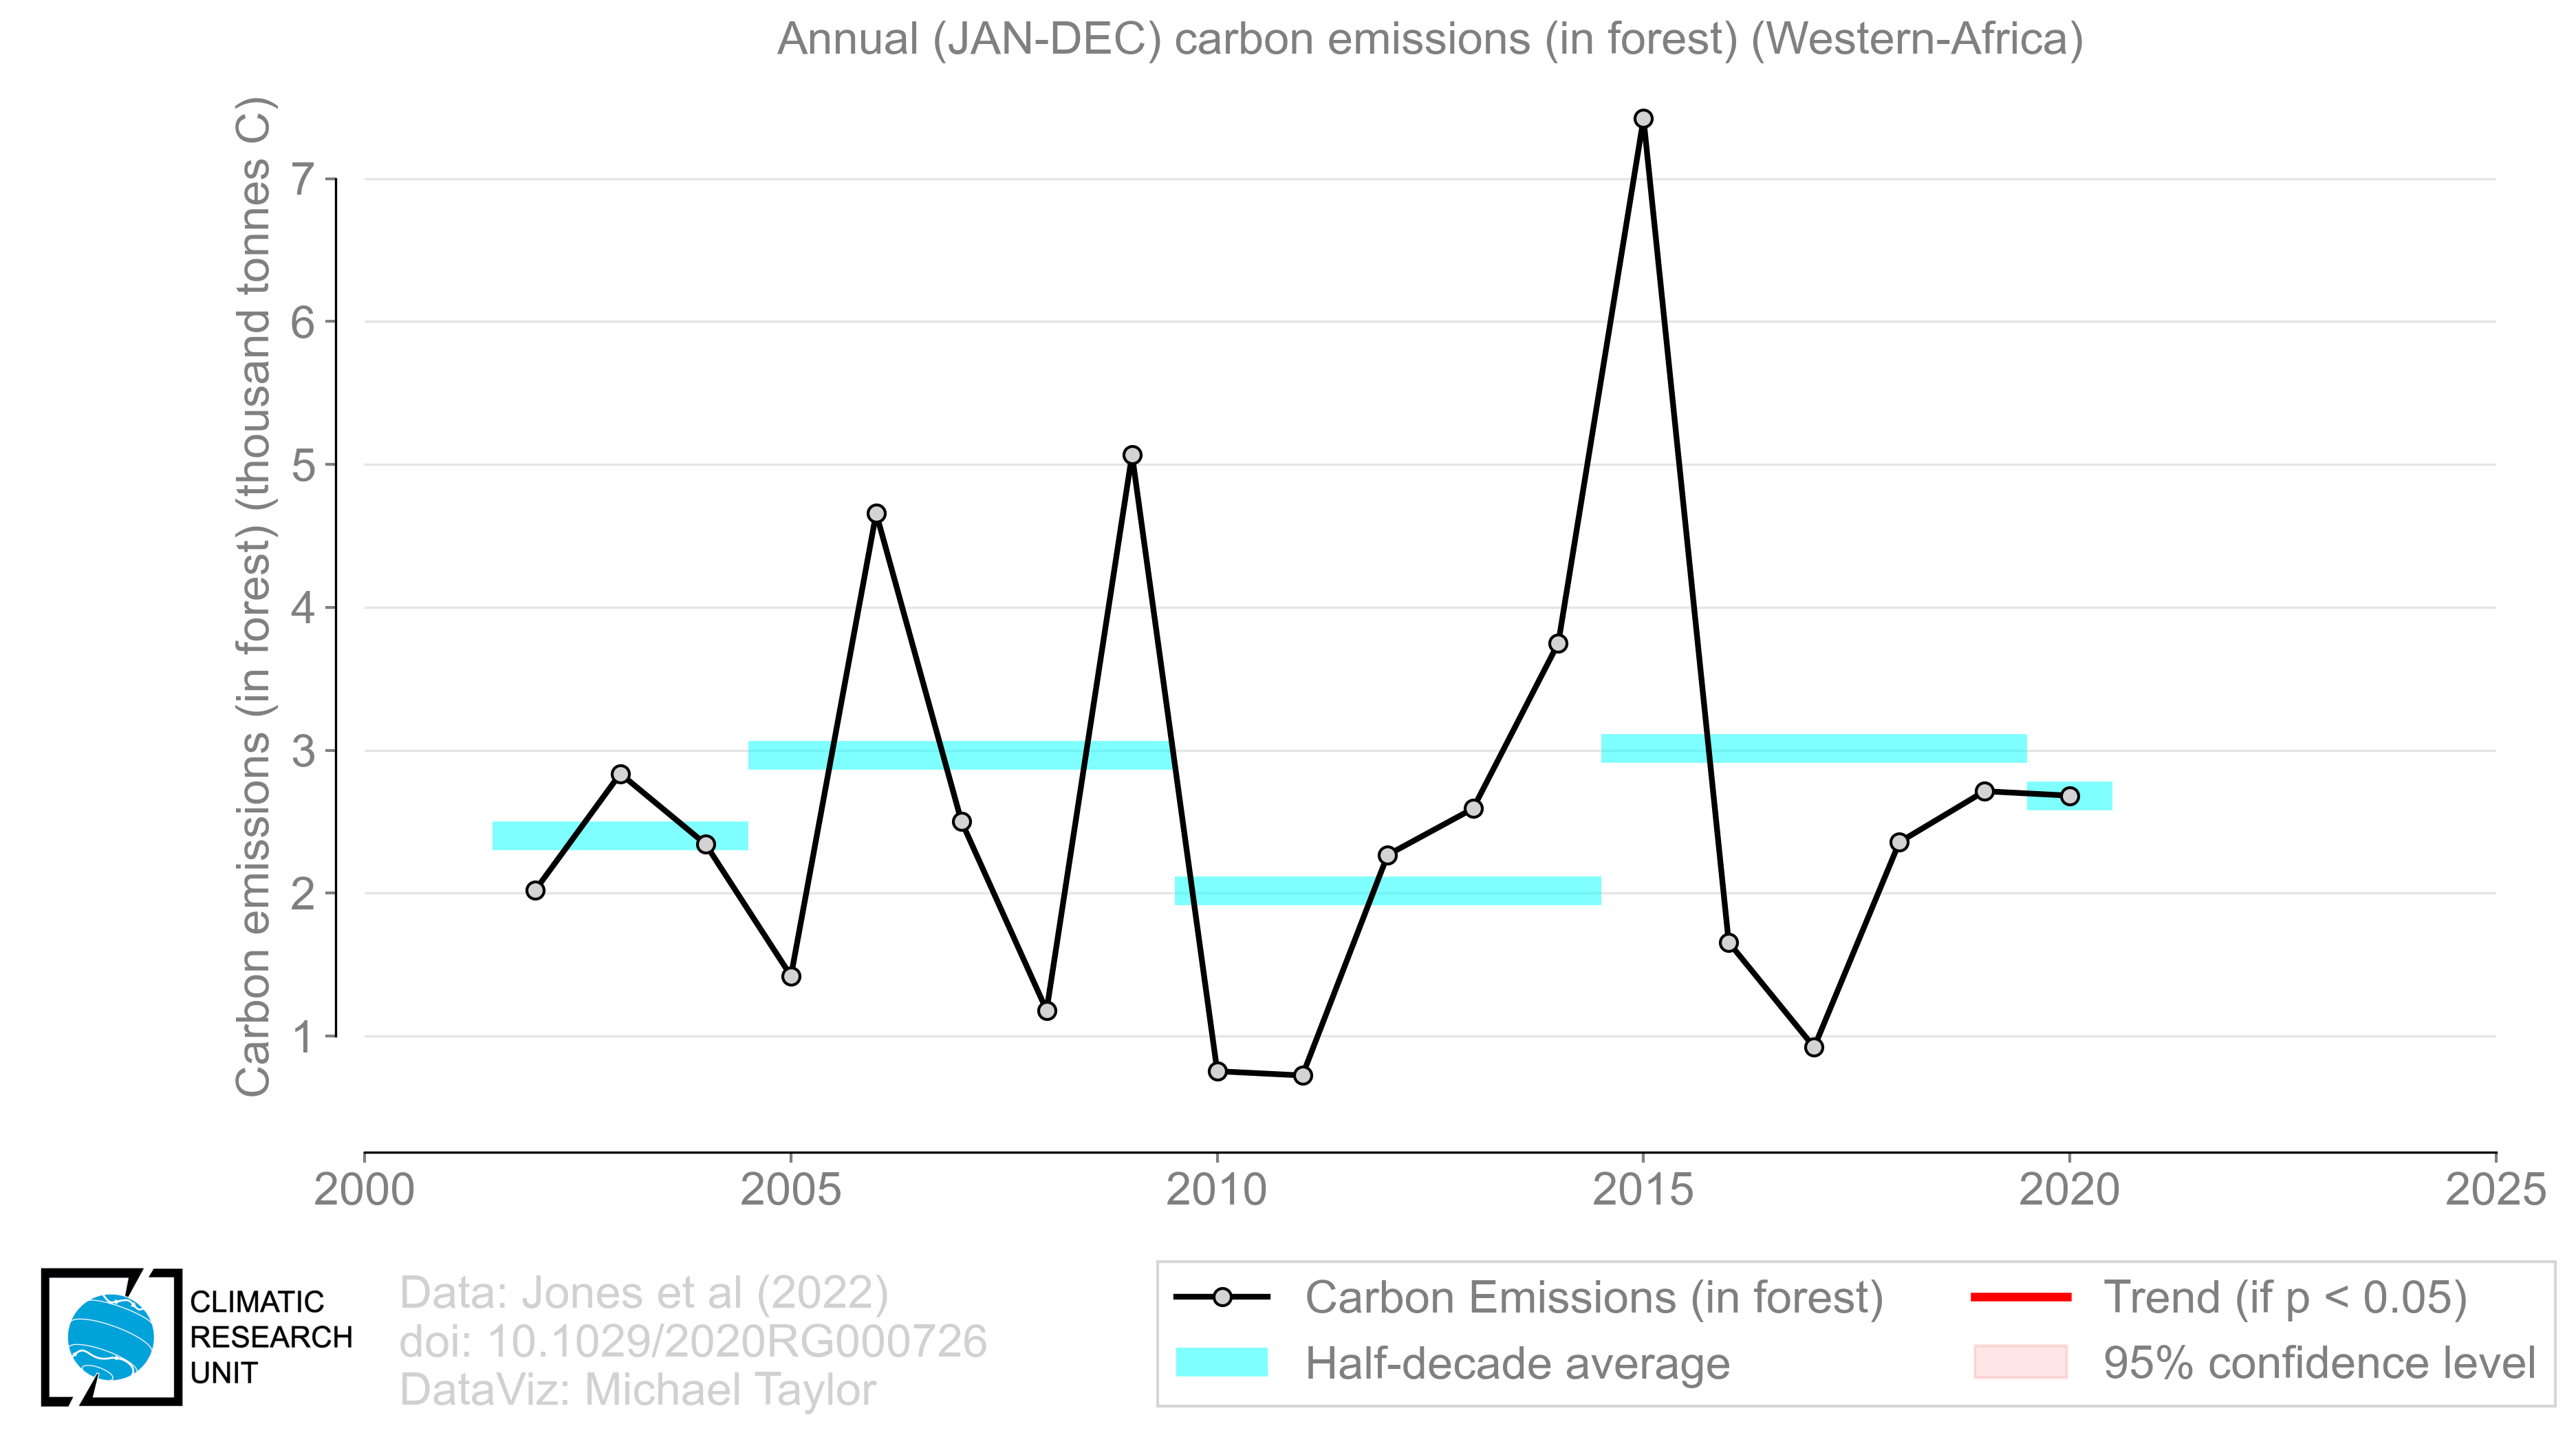 Annual (JAN-DEC) carbon emissions (in forest) (Western-Africa)
Carbon emissions (in forest) (thousand tonnes C)
7
6
5
4
3
2
1
2000
2005
2010
2015
2020
2025
CLIMATIC
RESEARCH
UNIT
Data: Jones et al (2022)
doi: 10.1029/2020RG000726
DataViz: Michael Taylor
Carbon Emissions (in forest)
Half-decade average
Trend (if p < 0.05)
95% confidence level